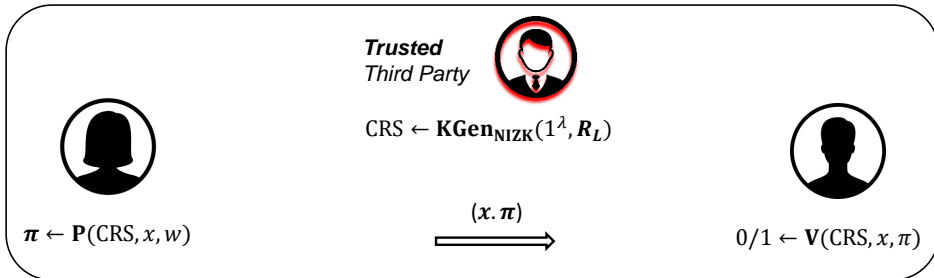 Trusted
Third Party
CRS ← KGen_NIZK(1^λ, R_L)
(x. π)
π ← P(CRS, x, w)
0/1 ← V(CRS, x, π)